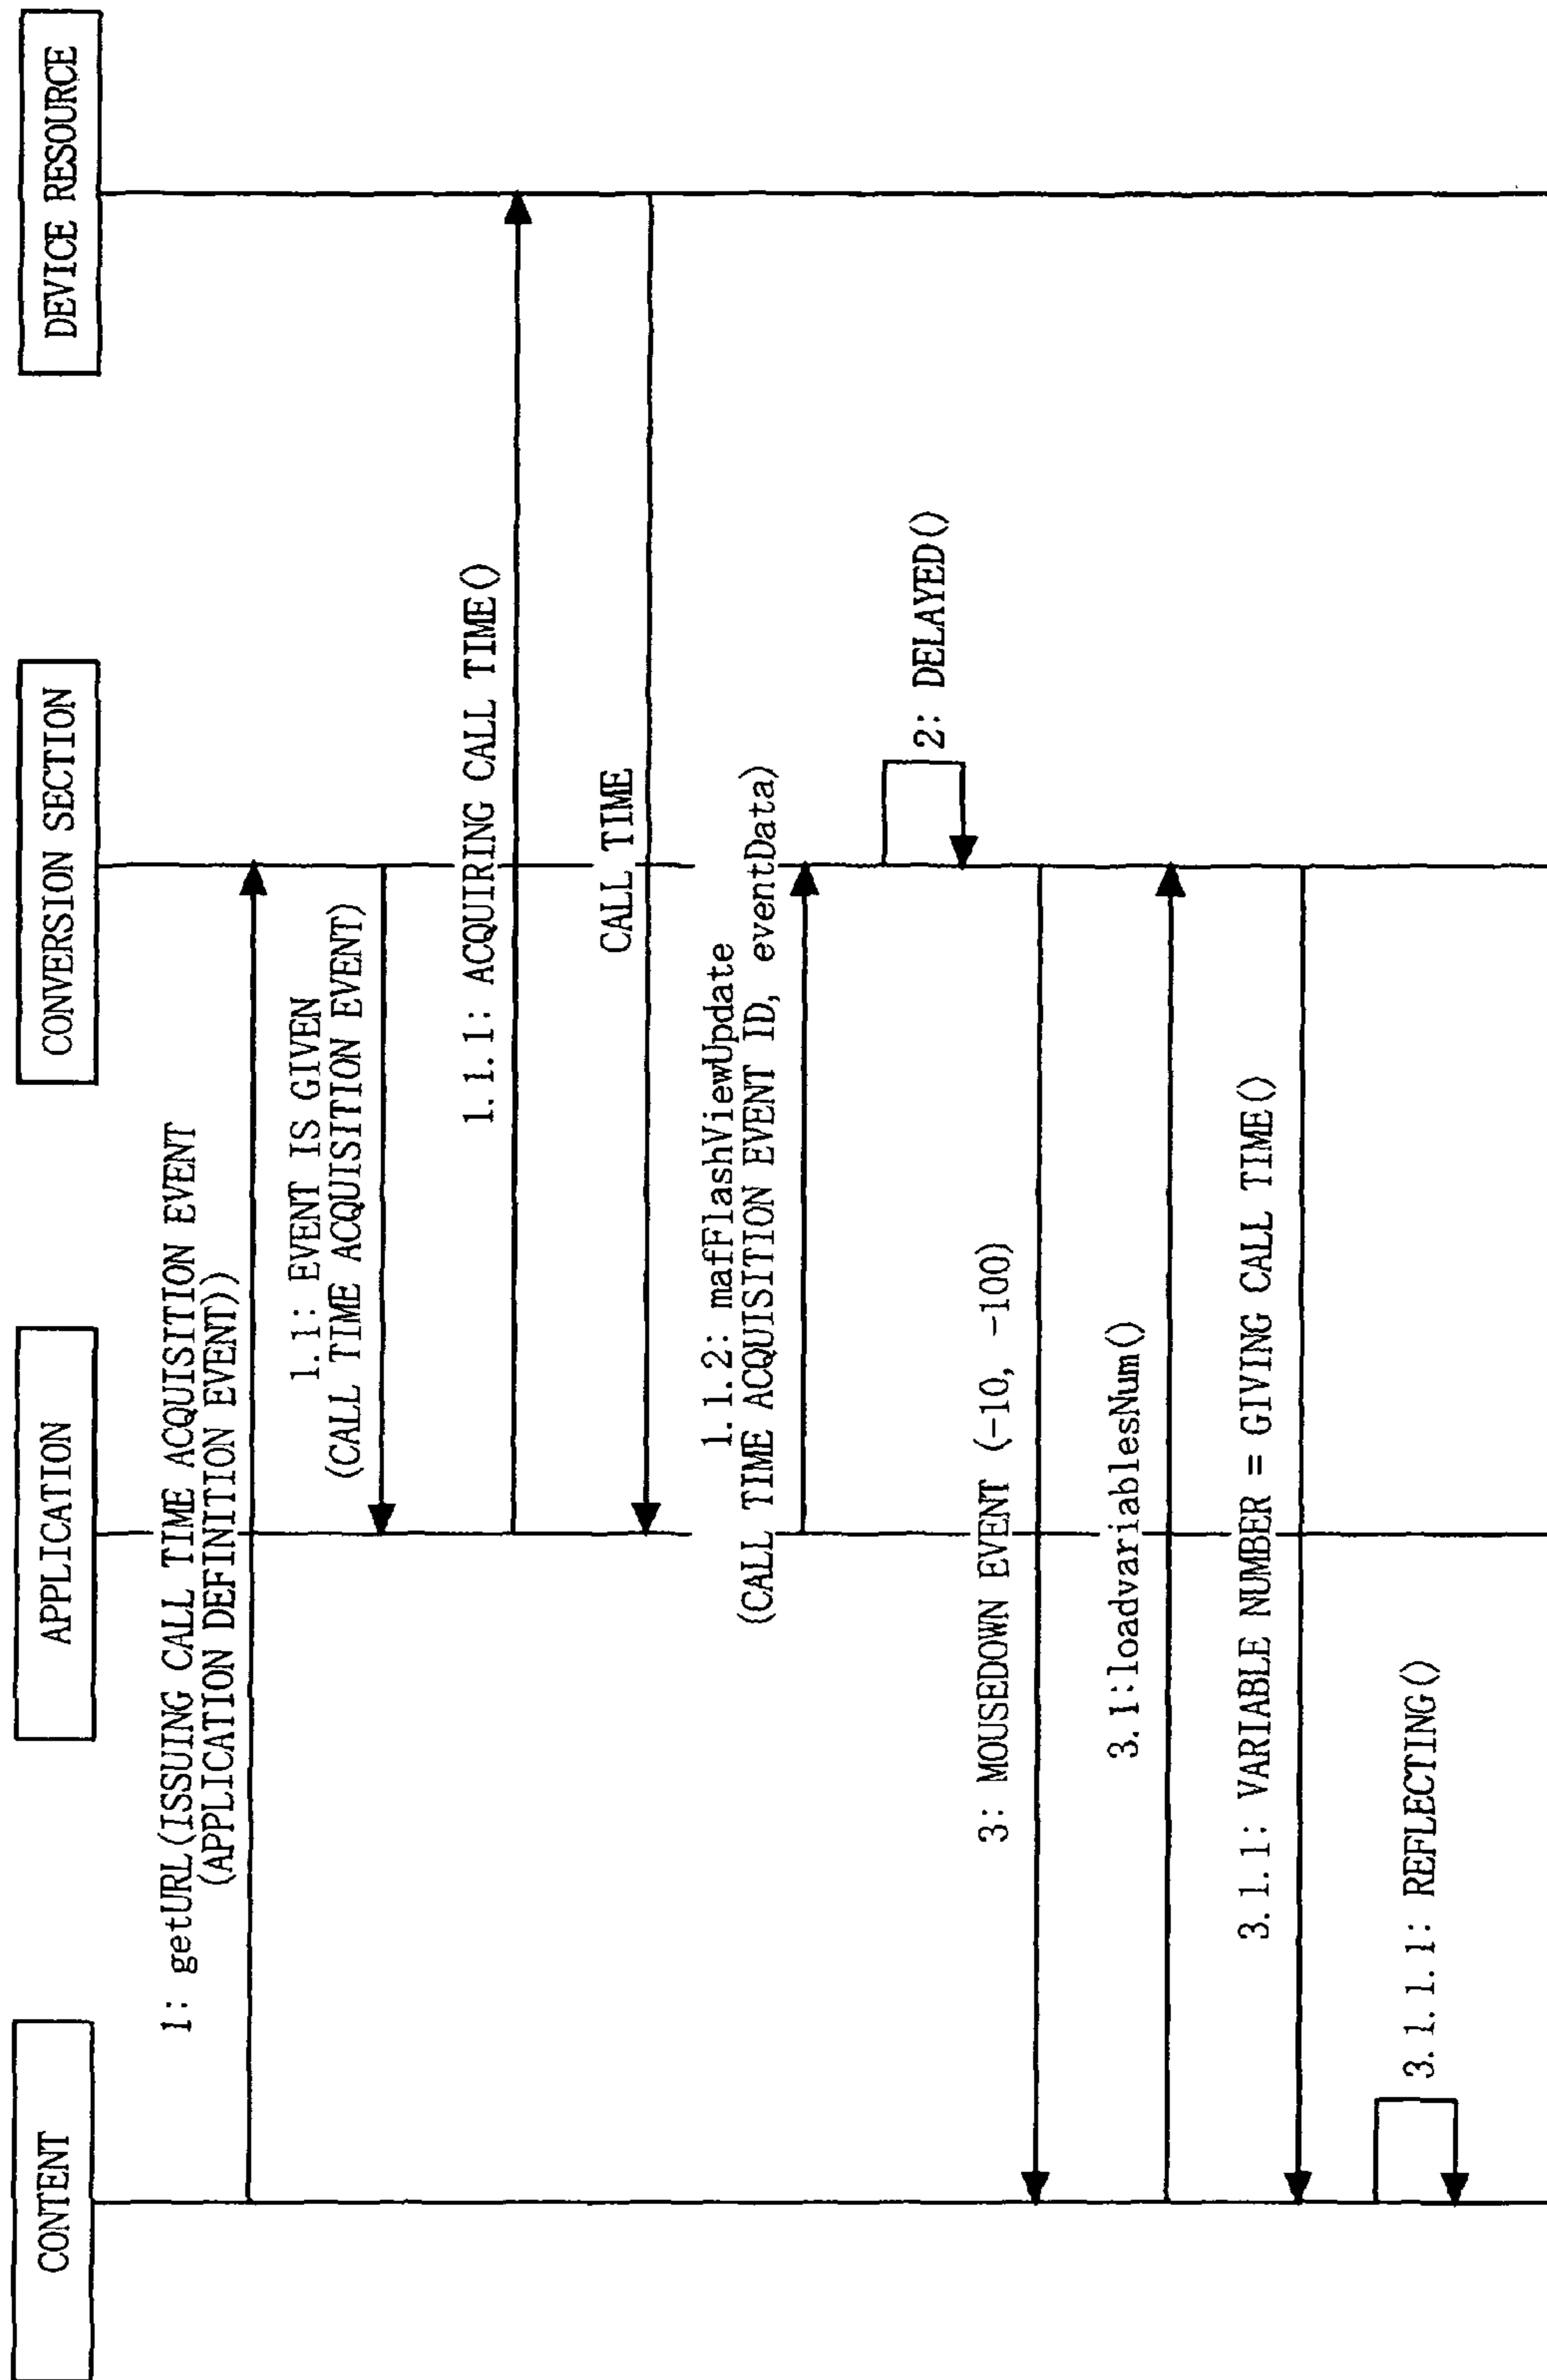 CONTENT
APPLICATION
CONVERSION SECTION
DEVICE RESOURCE
1: getURL(ISSUING CALL TIME ACQUISITION EVENT
(APPLICATION DEFINITION EVENT))
1.1: EVENT IS GIVEN
(CALL TIME ACQUISITION EVENT)
1.1.1: ACQUIRING CALL TIME()
CALL TIME
1.1.2: mafFlashViewUpdate
(CALL TIME ACQUISITION EVENT ID, eventData)
2: DELAYED()
3: MOUSEDOWN EVENT (-10, -100)
3.1:loadvariablesNum()
3.1.1: VARIABLE NUMBER = GIVING CALL TIME()
3.1.1.1: REFLECTING()